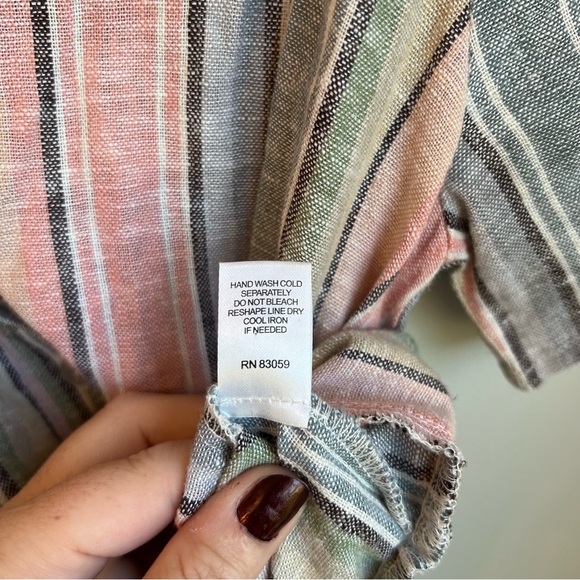 HAND WASH COLD
SEPARATELY
DO NOT BLEACH
RESHAPE LINE DRY
COOL IRON
IF NEEDED
RN 83059